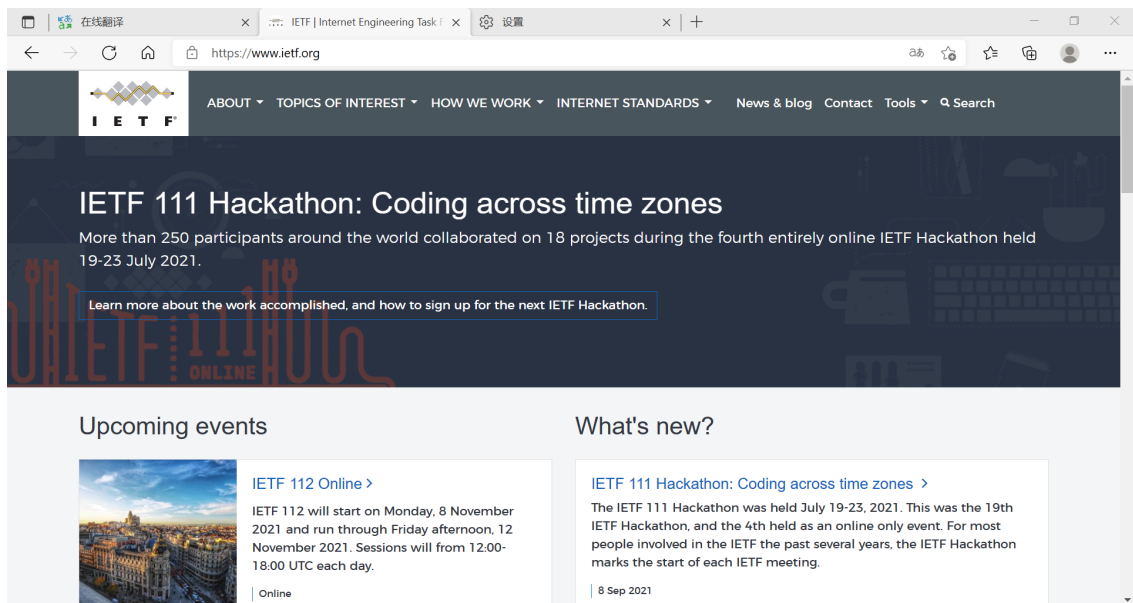 在线翻译
IETF | Internet Engineering Task F
设置
https://www.ietf.org
aあ
I E T F®
ABOUT TOPICS OF INTEREST HOW WE WORK INTERNET STANDARDS News & blog Contact Tools Search
IETF 111 Hackathon: Coding across time zones
More than 250 participants around the world collaborated on 18 projects during the fourth entirely online IETF Hackathon held
19-23 July 2021.
Learn more about the work accomplished, and how to sign up for the next IETF Hackathon.
IETF 111
ONLINE
Upcoming events
IETF 112 Online >
IETF 112 will start on Monday, 8 November
2021 and run through Friday afternoon, 12
November 2021. Sessions will from 12:00-
18:00 UTC each day.
Online
What's new?
IETF 111 Hackathon: Coding across time zones >
The IETF 111 Hackathon was held July 19-23, 2021. This was the 19th
IETF Hackathon, and the 4th held as an online only event. For most
people involved in the IETF the past several years, the IETF Hackathon
marks the start of each IETF meeting.
8 Sep 2021